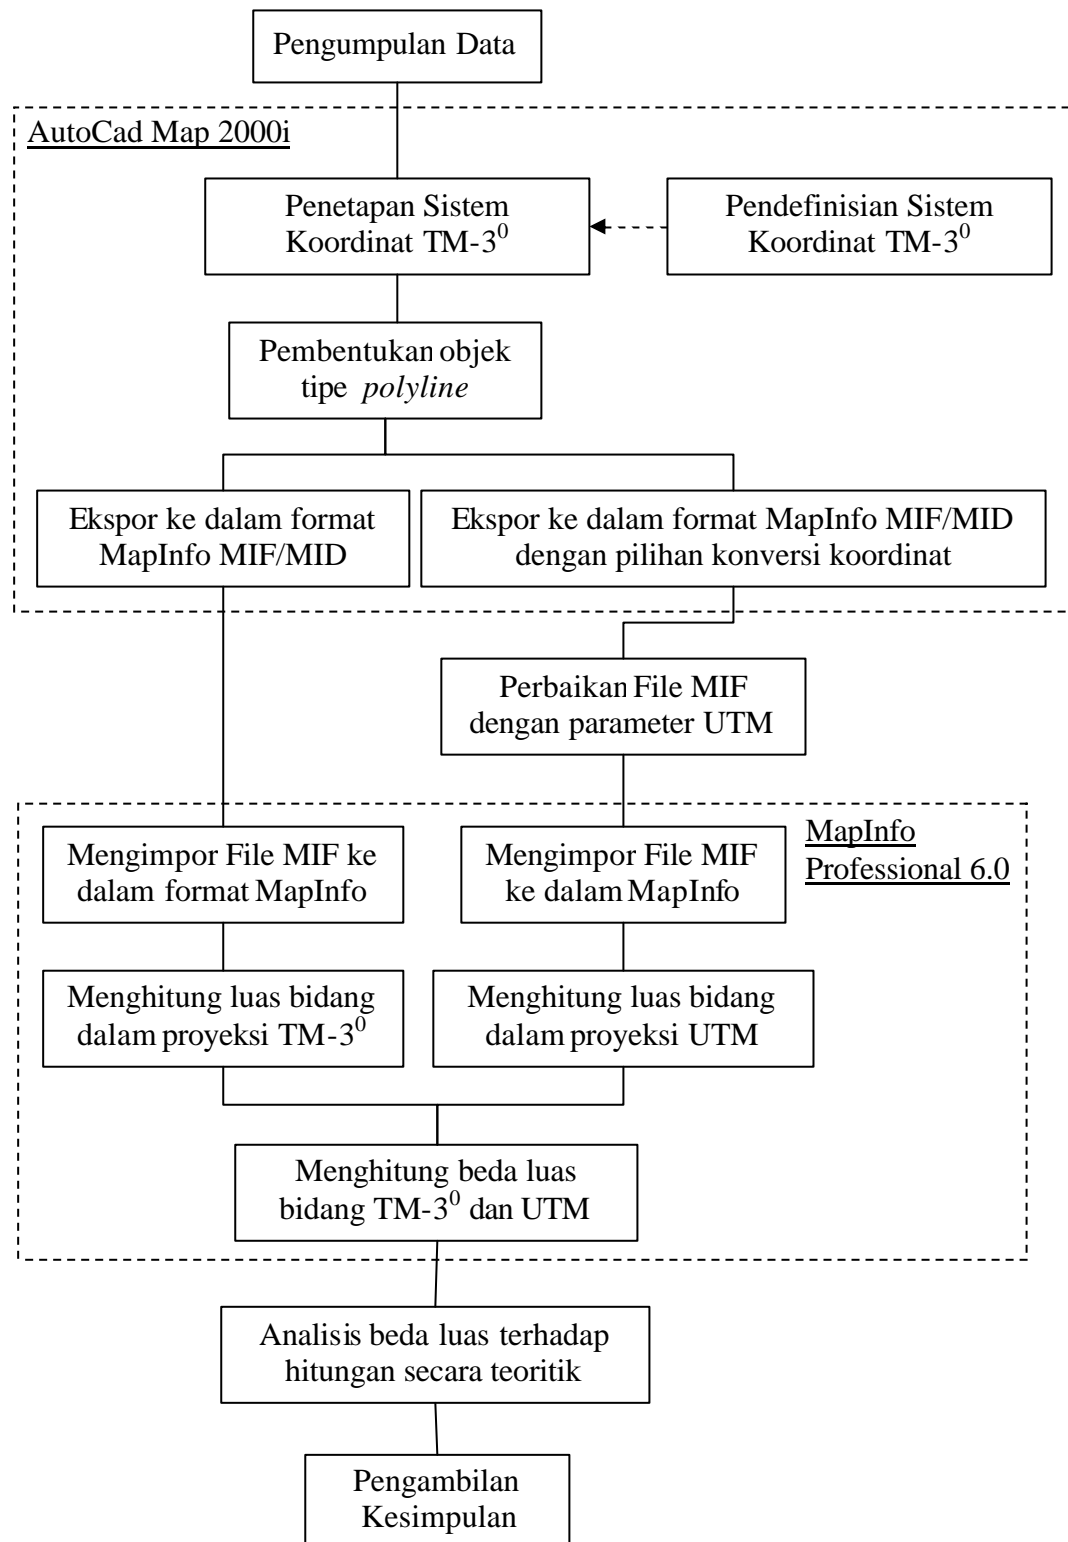 Pengumpulan Data
AutoCad Map 2000i
Penetapan Sistem
Koordinat TM-3⁰
Pendefinisian Sistem
Koordinat TM-3⁰
Pembentukan objek
tipe polyline
Ekspor ke dalam format
MapInfo MIF/MID
Ekspor ke dalam format MapInfo MIF/MID
dengan pilihan konversi koordinat
Perbaikan File MIF
dengan parameter UTM
MapInfo
Professional 6.0
Mengimpor File MIF ke
dalam format MapInfo
Mengimpor File MIF
ke dalam MapInfo
Menghitung luas bidang
dalam proyeksi TM-3⁰
Menghitung luas bidang
dalam proyeksi UTM
Menghitung beda luas
bidang TM-3⁰ dan UTM
Analisis beda luas terhadap
hitungan secara teoritik
Pengambilan
Kesimpulan